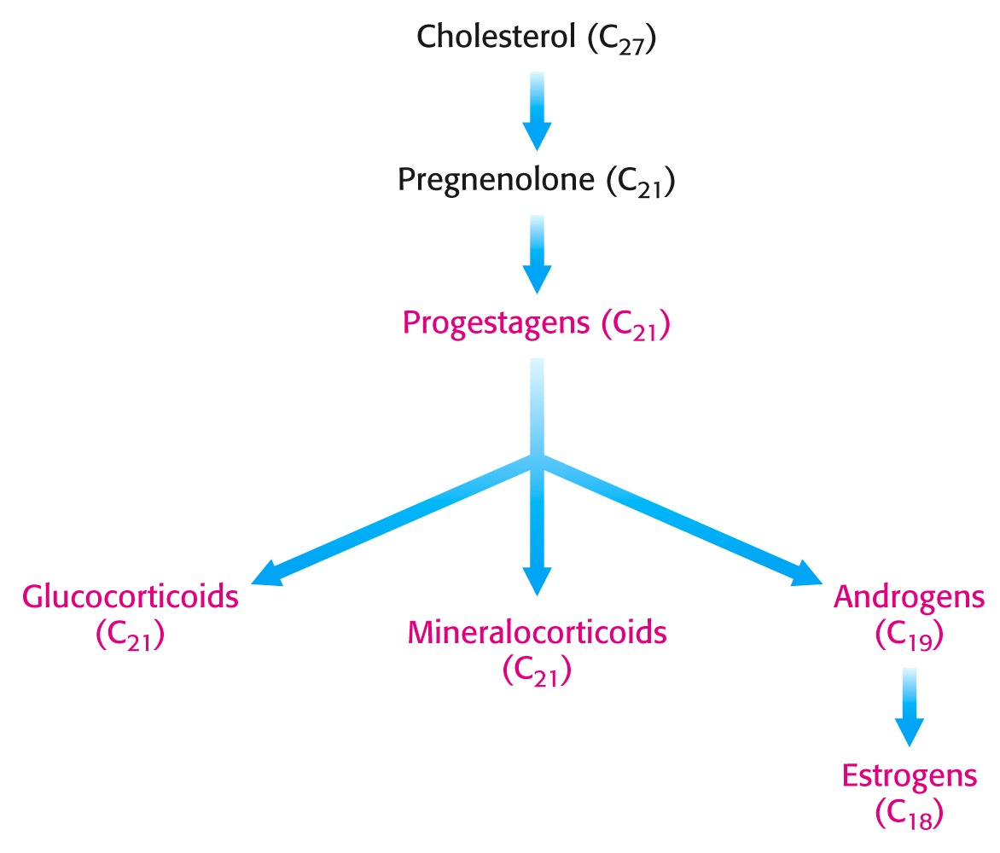 Cholesterol (C₂₇)
Pregnenolone (C₂₁)
Progestagens (C₂₁)
Glucocorticoids
(C₂₁)
Mineralocorticoids
(C₂₁)
Androgens
(C₁₉)
Estrogens
(C₁₈)